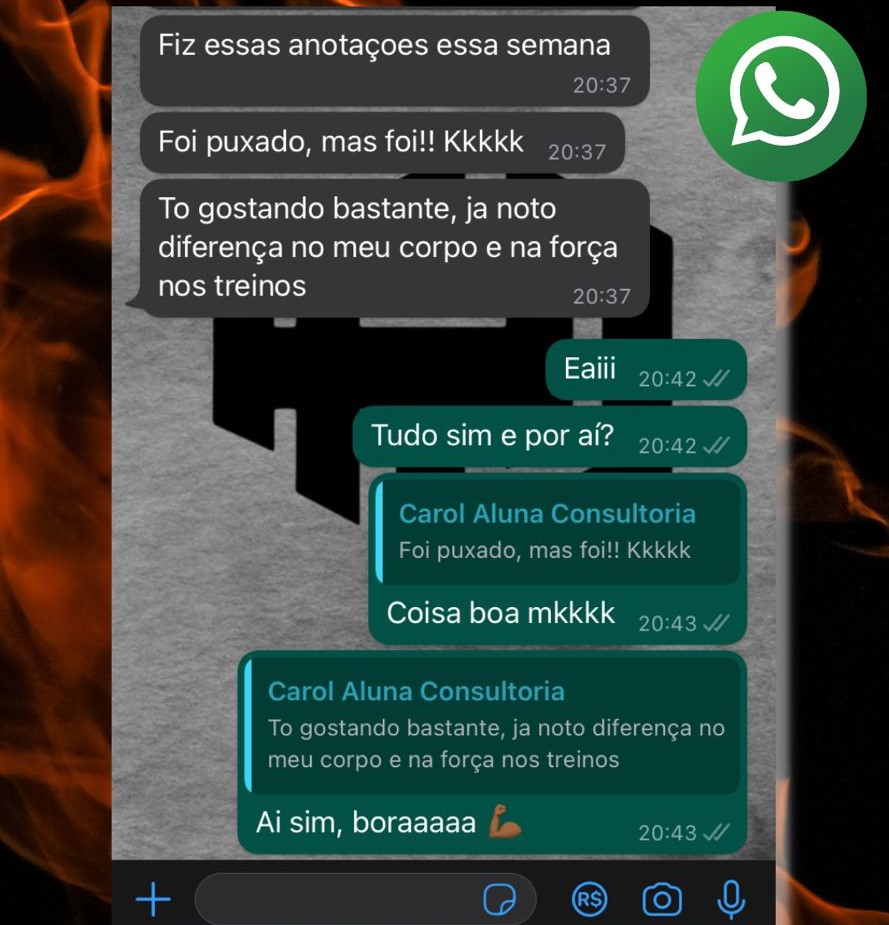 Fiz essas anotaçoes essa semana
20:37
Foi puxado, mas foi!! Kkkkk 20:37
To gostando bastante, ja noto
diferença no meu corpo e na força
nos treinos
20:37
Eaiii 20:42
Tudo sim e por aí? 20:42
Carol Aluna Consultoria
Foi puxado, mas foi!! Kkkkk
Coisa boa mkkkk 20:43
Carol Aluna Consultoria
To gostando bastante, ja noto diferença no
meu corpo e na força nos treinos
Ai sim, boraaaaa 💪🏾 20:43
R$